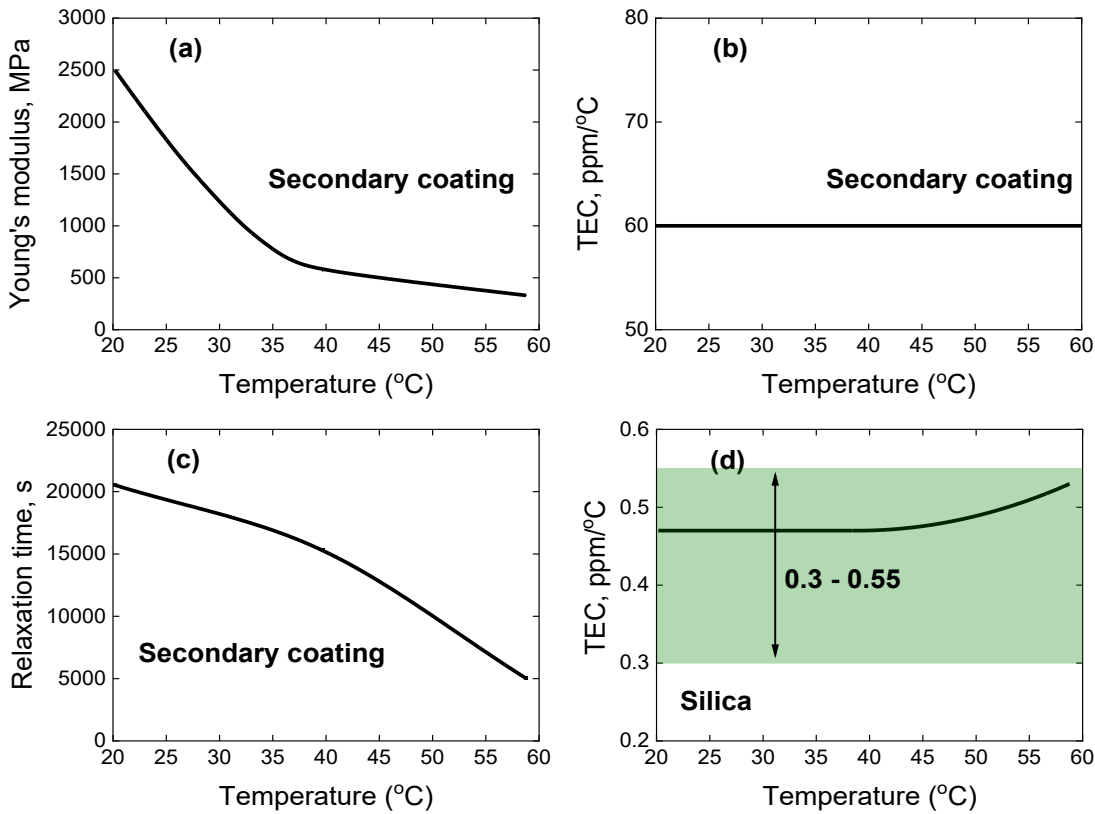 (a)
Young's modulus, MPa
3000
2500
2000
1500
1000
500
0
Secondary coating
20 25 30 35 40 45 50 55 60
Temperature (°C)
(b)
TEC, ppm/°C
80
70
60
50
Secondary coating
20 25 30 35 40 45 50 55 60
Temperature (°C)
(c)
Relaxation time, s
25000
20000
15000
10000
5000
0
Secondary coating
20 25 30 35 40 45 50 55 60
Temperature (°C)
(d)
TEC, ppm/°C
0.6
0.5
0.4
0.3
0.2
0.3 - 0.55
Silica
20 25 30 35 40 45 50 55 60
Temperature (°C)